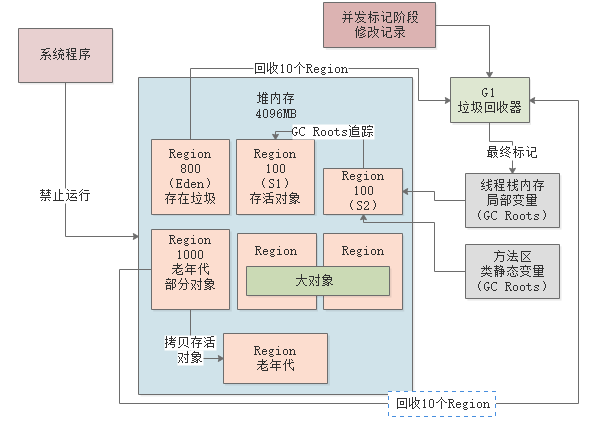 并发标记阶段
修改记录
系统程序
回收10个Region
堆内存
4096MB
G1
垃圾回收器
GC Roots追踪
Region
800
（Eden）
存在垃圾
Region
100
（S1）
存活对象
Region
100
（S2）
最终标记
线程栈内存
局部变量
（GC Roots）
禁止运行
Region
1000
老年代
部分对象
Region
Region
大对象
方法区
类静态变量
（GC Roots）
拷贝存活
对象
Region
老年代
回收10个Region